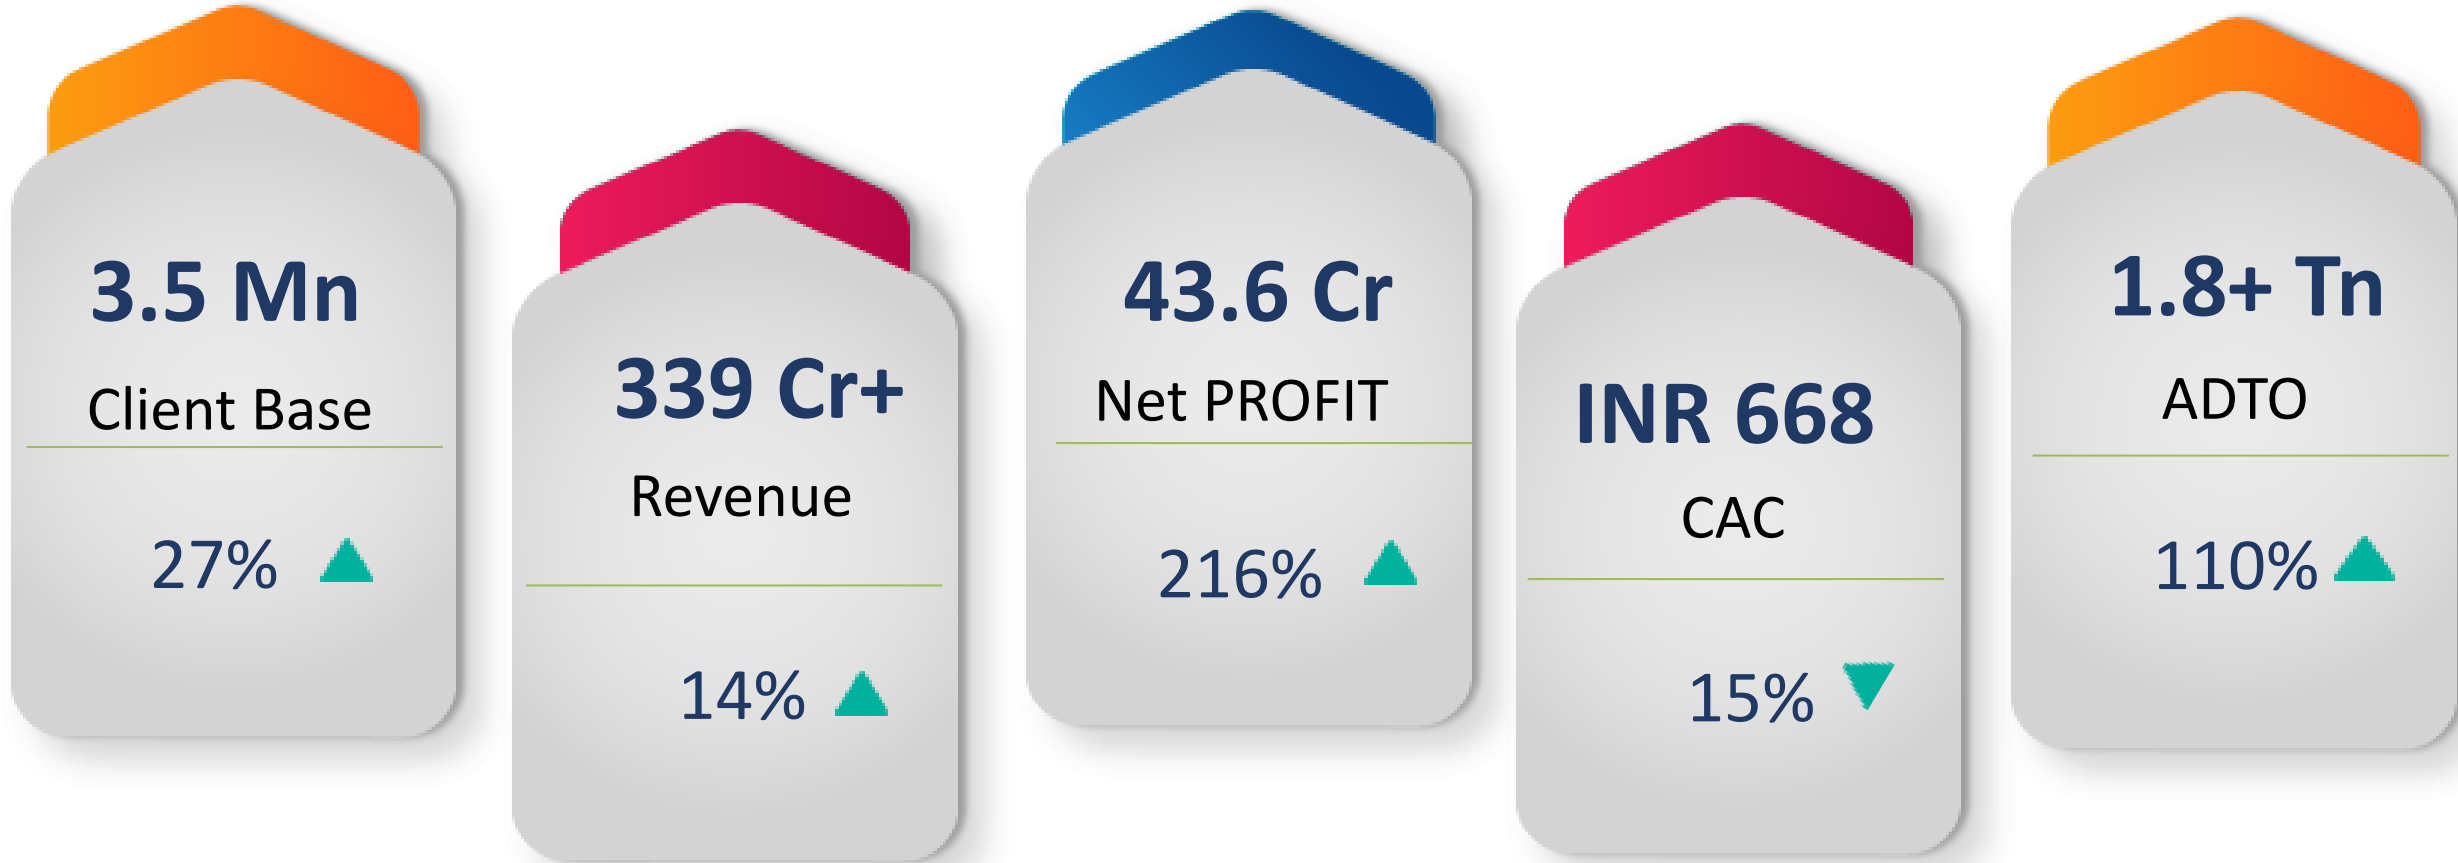 3.5 Mn
Client Base
27%
339 Cr+
Revenue
14%
43.6 Cr
Net PROFIT
216%
INR 668
CAC
15%
1.8+ Tn
ADTO
110%